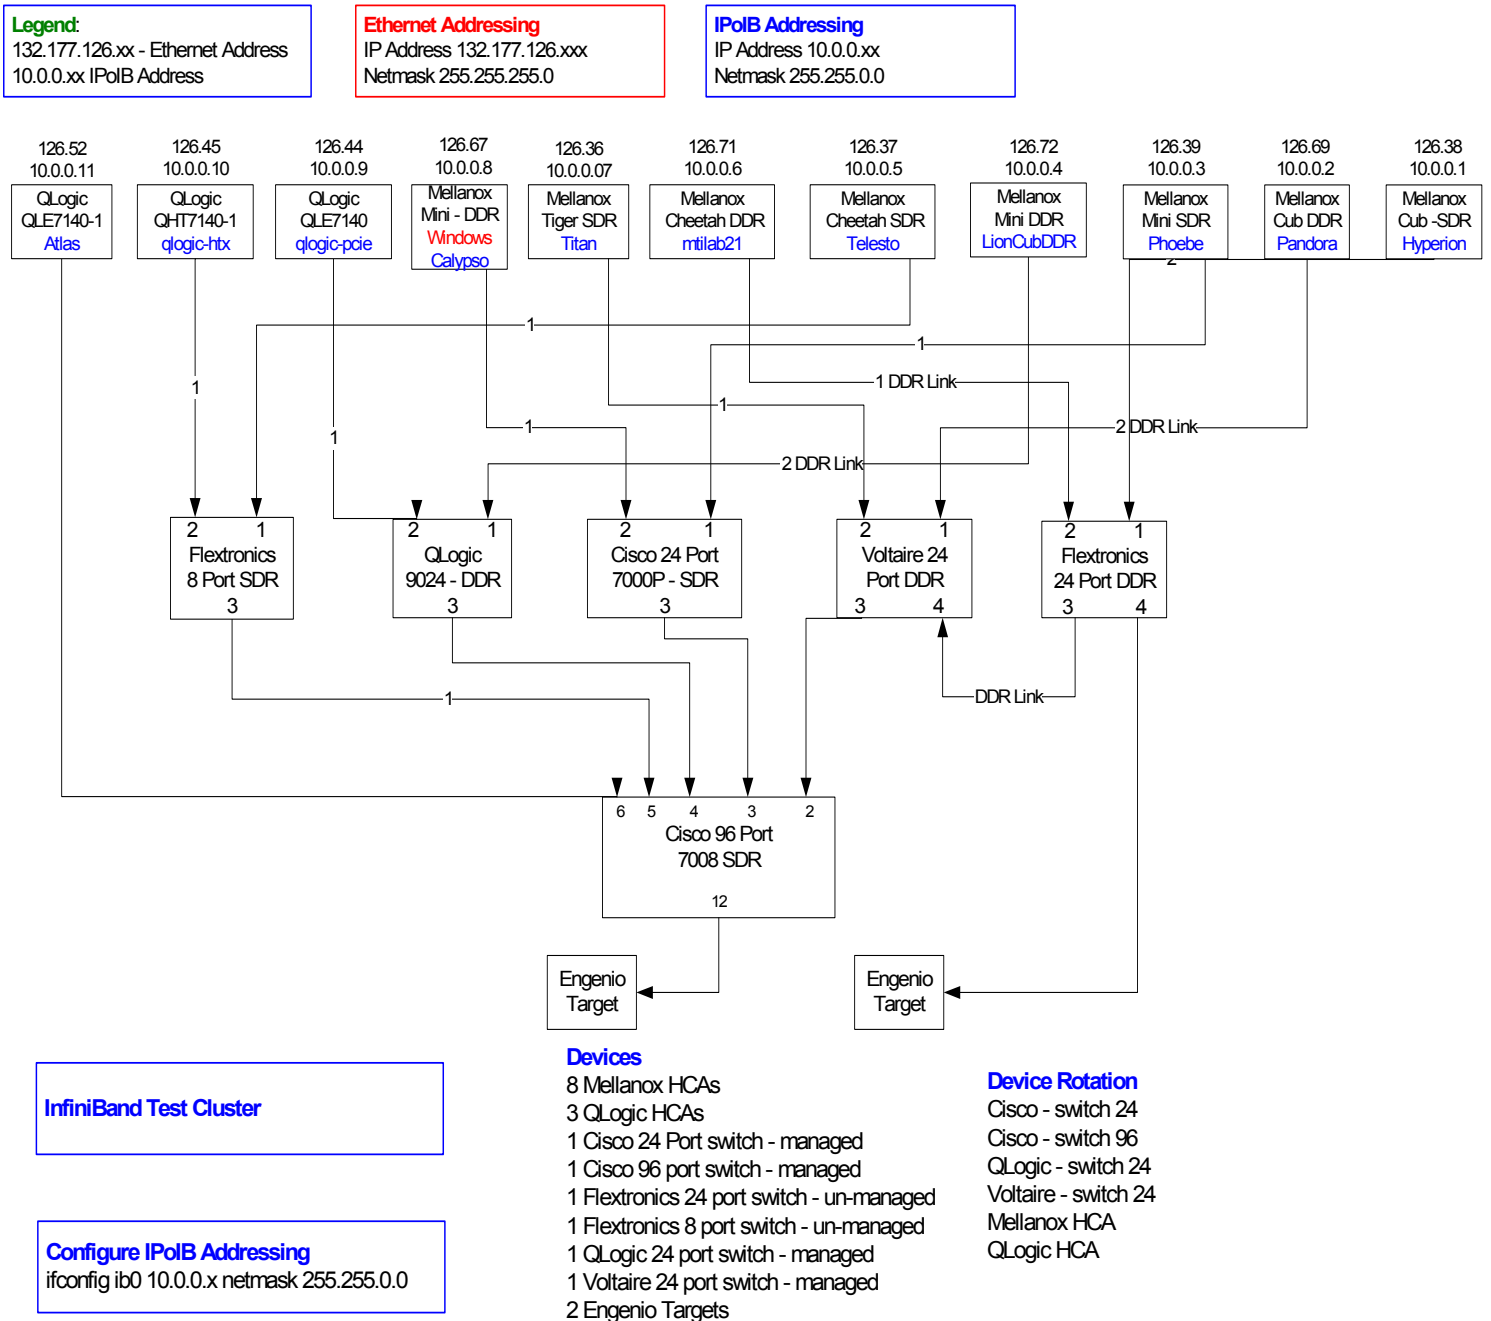 Legend:
132.177.126.xx - Ethernet Address
10.0.0.xx IPoIB Address
Ethernet Addressing
IP Address 132.177.126.xxx
Netmask 255.255.255.0
IPoIB Addressing
IP Address 10.0.0.xx
Netmask 255.255.0.0
126.52
10.0.0.11
QLogic
QLE7140-1
Atlas
126.45
10.0.0.10
QLogic
QHT7140-1
qlogic-htx
126.44
10.0.0.9
QLogic
QLE7140
qlogic-pcie
126.67
10.0.0.8
Mellanox
Mini - DDR
Windows
Calypso
126.36
10.0.0.07
Mellanox
Tiger SDR
Titan
126.71
10.0.0.6
Mellanox
Cheetah DDR
mtilab21
126.37
10.0.0.5
Mellanox
Cheetah SDR
Telesto
126.72
10.0.0.4
Mellanox
Mini DDR
LionCubDDR
126.39
10.0.0.3
Mellanox
Mini SDR
Phoebe
126.69
10.0.0.2
Mellanox
Cub DDR
Pandora
126.38
10.0.0.1
Mellanox
Cub -SDR
Hyperion
2
1
1
1 DDR Link
1
1
1
2 DDR Link
1
2 DDR Link
2 1
Flextronics
8 Port SDR
3
2 1
QLogic
9024 - DDR
3
2 1
Cisco 24 Port
7000P - SDR
3
2 1
Voltaire 24
Port DDR
3 4
2 1
Flextronics
24 Port DDR
3 4
1
DDR Link
6 5 4 3 2
Cisco 96 Port
7008 SDR
12
Engenio
Target
Engenio
Target
InfiniBand Test Cluster
Configure IPoIB Addressing
ifconfig ib0 10.0.0.x netmask 255.255.0.0
Devices
8 Mellanox HCAs
3 QLogic HCAs
1 Cisco 24 Port switch - managed
1 Cisco 96 port switch - managed
1 Flextronics 24 port switch - un-managed
1 Flextronics 8 port switch - un-managed
1 QLogic 24 port switch - managed
1 Voltaire 24 port switch - managed
2 Engenio Targets
Device Rotation
Cisco - switch 24
Cisco - switch 96
QLogic - switch 24
Voltaire - switch 24
Mellanox HCA
QLogic HCA